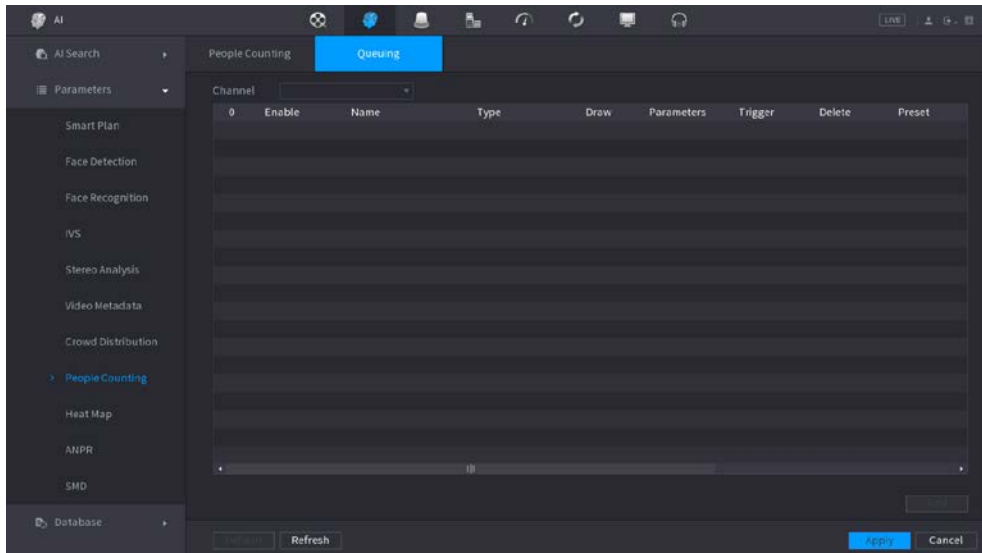 AI
LIVE
AI Search
People Counting Queuing
Parameters
Channel
0 Enable Name Type Draw Parameters Trigger Delete Preset
Smart Plan
Face Detection
Face Recognition
IVS
Stereo Analysis
Video Metadata
Crowd Distribution
People Counting
Heat Map
ANPR
SMD
Database
Refresh Apply Cancel